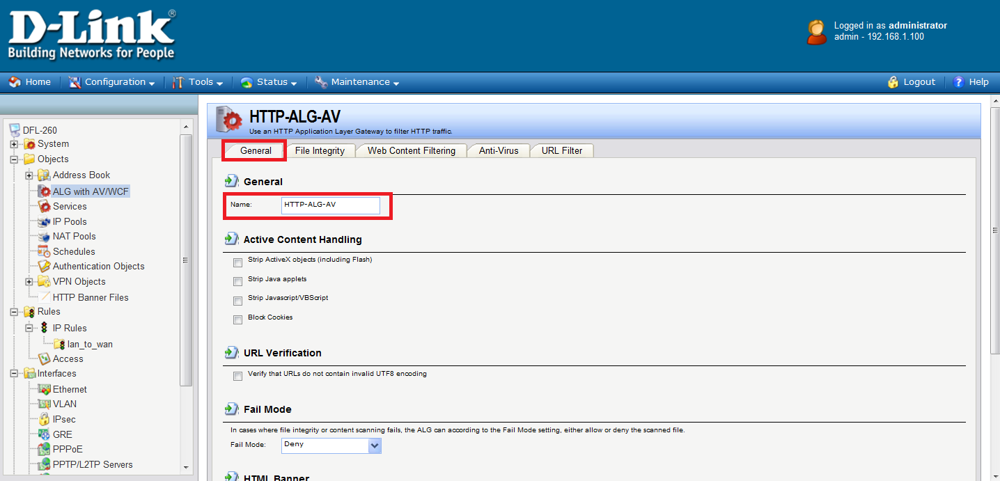 D-Link®
Building Networks for People
Logged in as administrator
admin - 192.168.1.100
Home Configuration Tools Status Maintenance Logout Help
DFL-260
System
Objects
Address Book
ALG with AV/WCF
Services
IP Pools
NAT Pools
Schedules
Authentication Objects
VPN Objects
HTTP Banner Files
Rules
IP Rules
lan_to_wan
Access
Interfaces
Ethernet
VLAN
IPsec
GRE
PPPoE
PPTP/L2TP Servers
HTTP-ALG-AV
Use an HTTP Application Layer Gateway to filter HTTP traffic.
General File Integrity Web Content Filtering Anti-Virus URL Filter
General
Name: HTTP-ALG-AV
Active Content Handling
Strip ActiveX objects (including Flash)
Strip Java applets
Strip Javascript/VBScript
Block Cookies
URL Verification
Verify that URLs do not contain invalid UTF8 encoding
Fail Mode
In cases where file integrity or content scanning fails, the ALG can according to the Fail Mode setting, either allow or deny the scanned file.
Fail Mode: Deny
HTML Banner